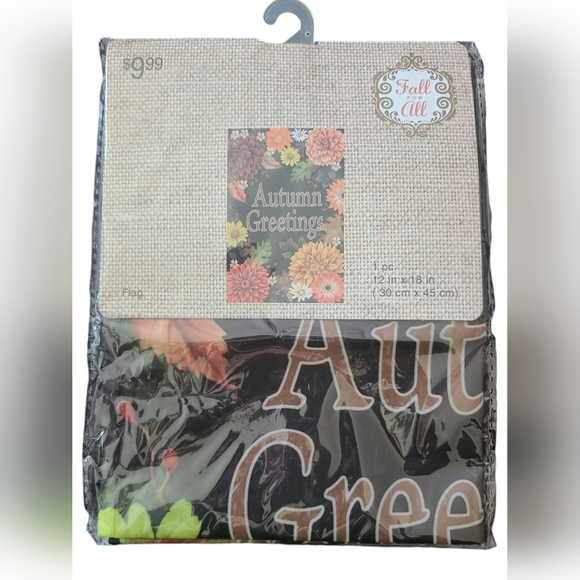 $9.99
Fall
FOR
All
Autumn
Greetings
Flag
1 pc
12 in x 18 in
( 30 cm x 45 cm)
Aut
Gree